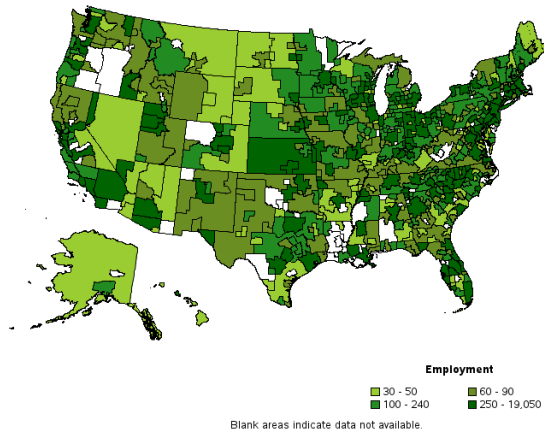 Employment
30 - 50 60 - 90
100 - 240 250 - 19,050
Blank areas indicate data not available.